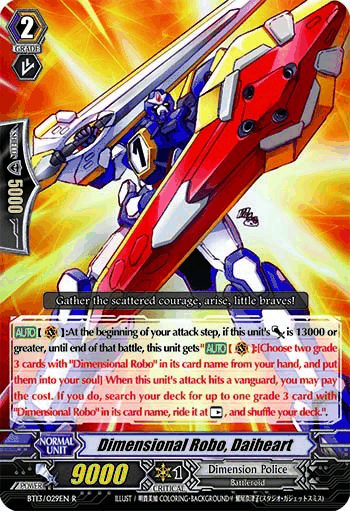 2
GRADE
SHIELD
5000
Gather the scattered courage, arise, little braves!
AUTO [ ]:At the beginning of your attack step, if this unit's is 13000 or
greater, until end of that battle, this unit gets "AUTO [ ]:[Choose two grade
3 cards with "Dimensional Robo" in its card name from your hand, and put
them into your soul] When this unit's attack hits a vanguard, you may pay
the cost. If you do, search your deck for up to one grade 3 card with
"Dimensional Robo" in its card name, ride it at , and shuffle your deck.".
NORMAL
UNIT
Dimensional Robo, Daiheart
POWER
9000
1
CRITICAL
Dimension Police
Battleroid
BT13/029EN R